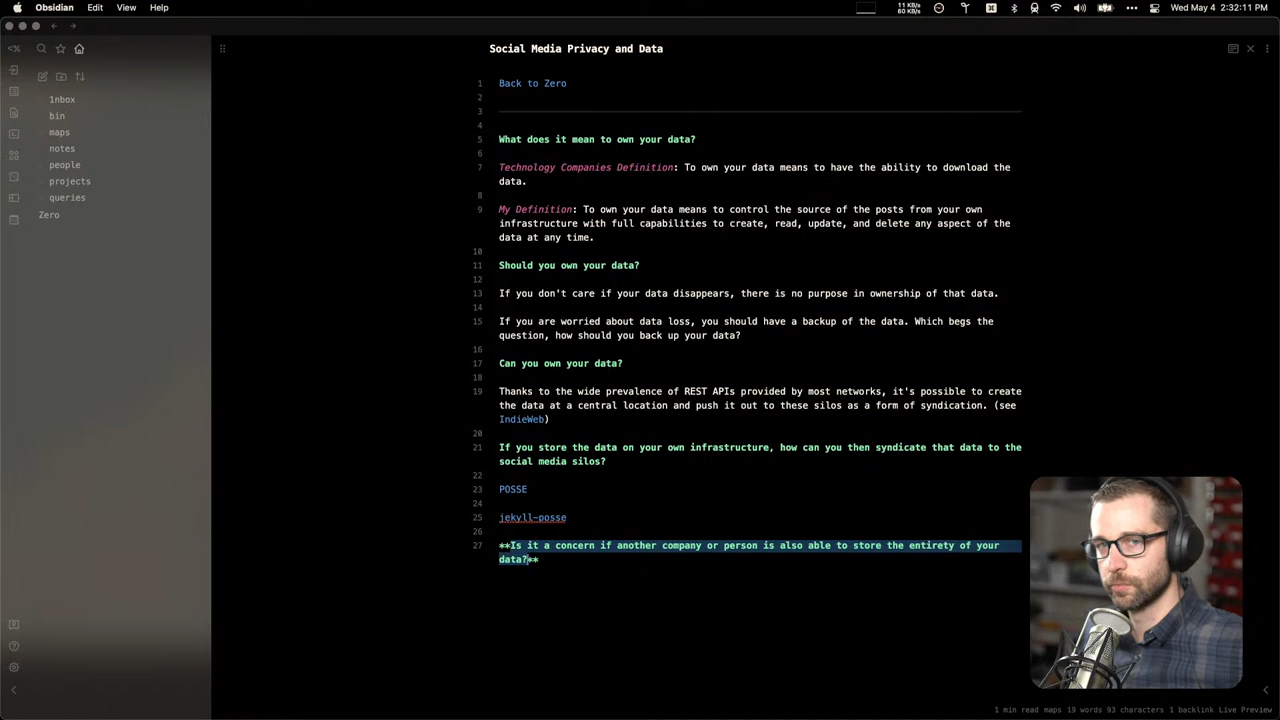 Obsidian Edit View Help
11 KB/s
60 KB/s
Wed May 4 2:32:11 PM
Social Media Privacy and Data
1nbox
bin
maps
notes
people
projects
queries
Zero
1 Back to Zero
2
3
4
5 What does it mean to own your data?
6
7 Technology Companies Definition: To own your data means to have the ability to download the
data.
8
9 My Definition: To own your data means to control the source of the posts from your own
infrastructure with full capabilities to create, read, update, and delete any aspect of the
data at any time.
10
11 Should you own your data?
12
13 If you don't care if your data disappears, there is no purpose in ownership of that data.
14
15 If you are worried about data loss, you should have a backup of the data. Which begs the
question, how should you back up your data?
16
17 Can you own your data?
18
19 Thanks to the wide prevalence of REST APIs provided by most networks, it's possible to create
the data at a central location and push it out to these silos as a form of syndication. (see
IndieWeb)
20
21 If you store the data on your own infrastructure, how can you then syndicate that data to the
social media silos?
22
23 POSSE
24
25 jekyll-posse
26
27 **Is it a concern if another company or person is also able to store the entirety of your
data?**
1 min read maps 19 words 93 characters 1 backlink Live Preview